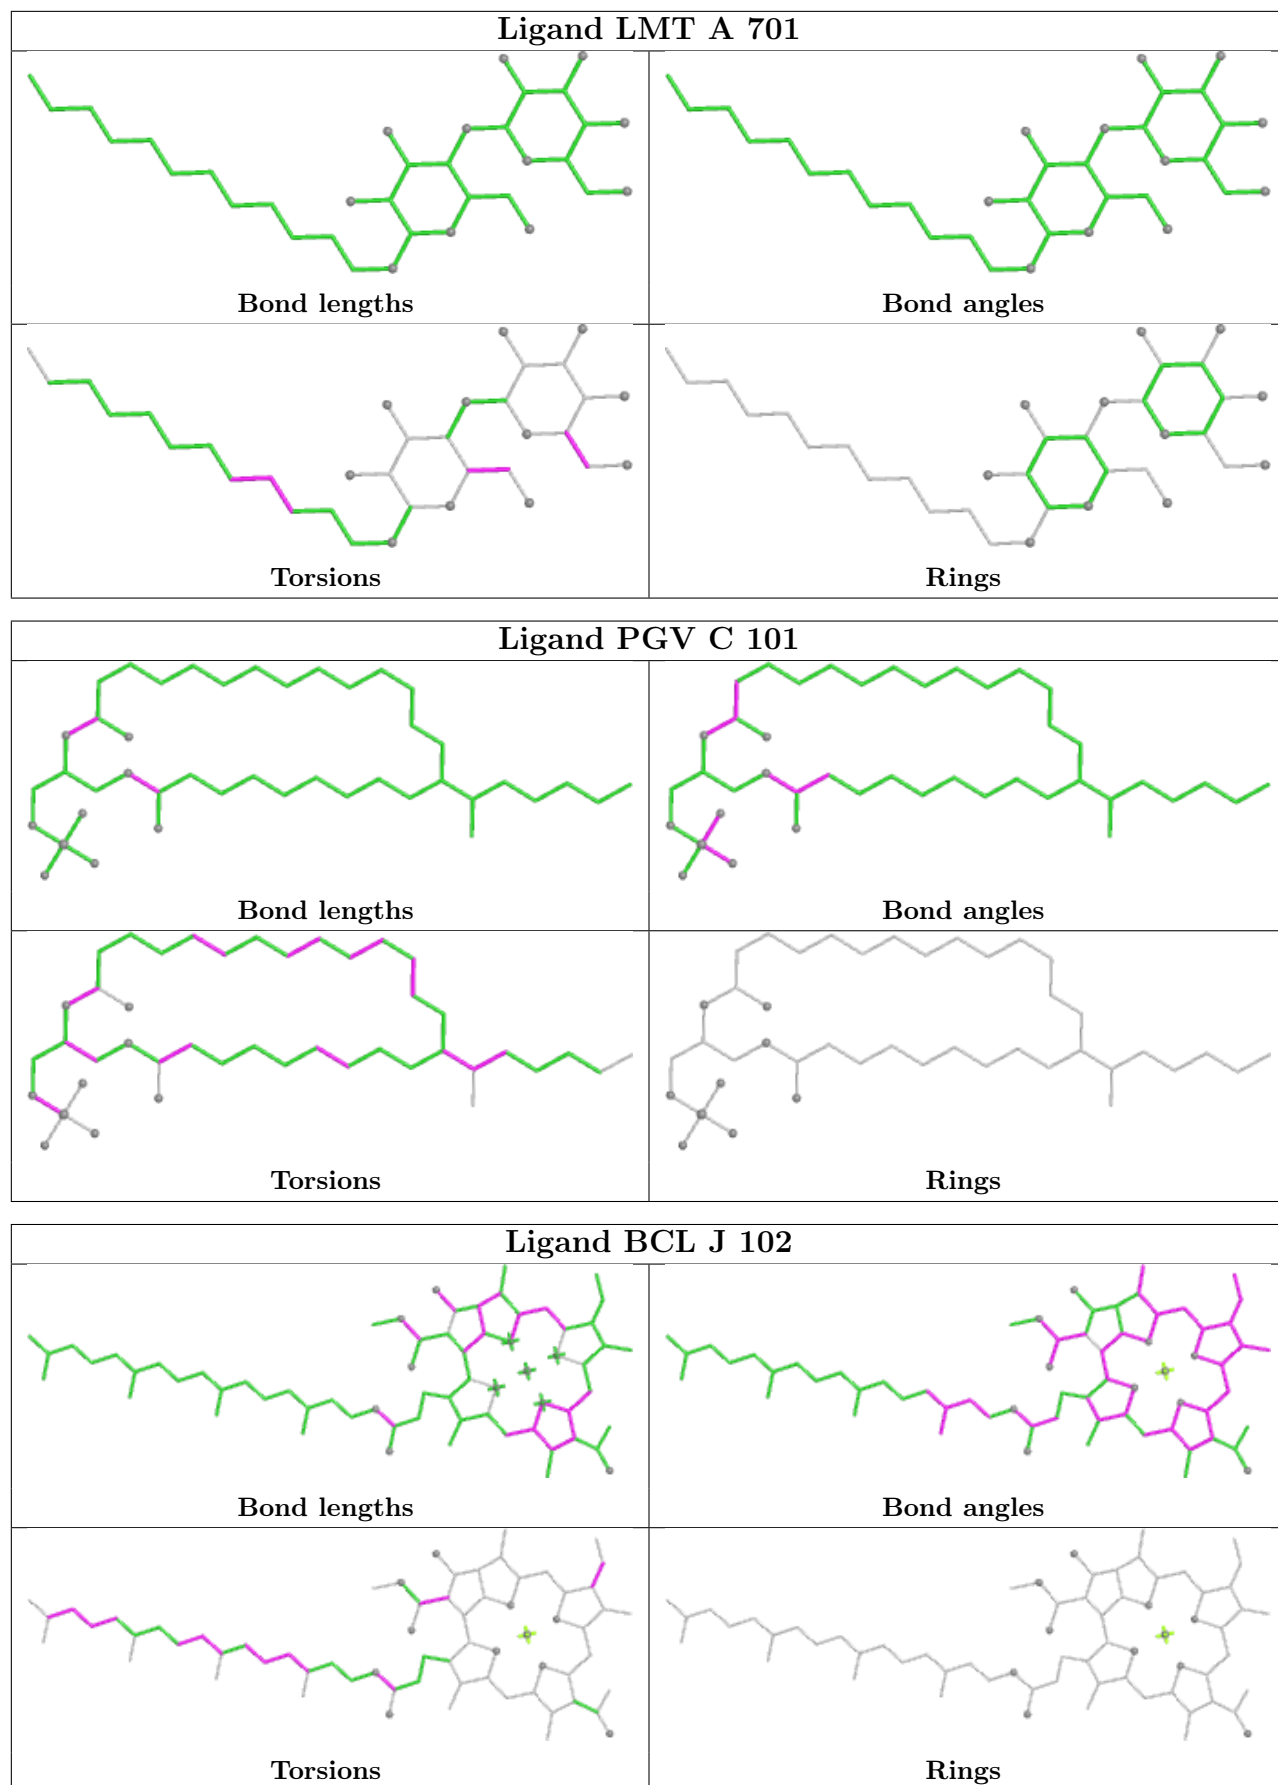 Ligand LMT A 701
Bond lengths
Bond angles
Torsions
Rings
Ligand PGV C 101
Bond lengths
Bond angles
Torsions
Rings
Ligand BCL J 102
Bond lengths
Bond angles
Torsions
Rings